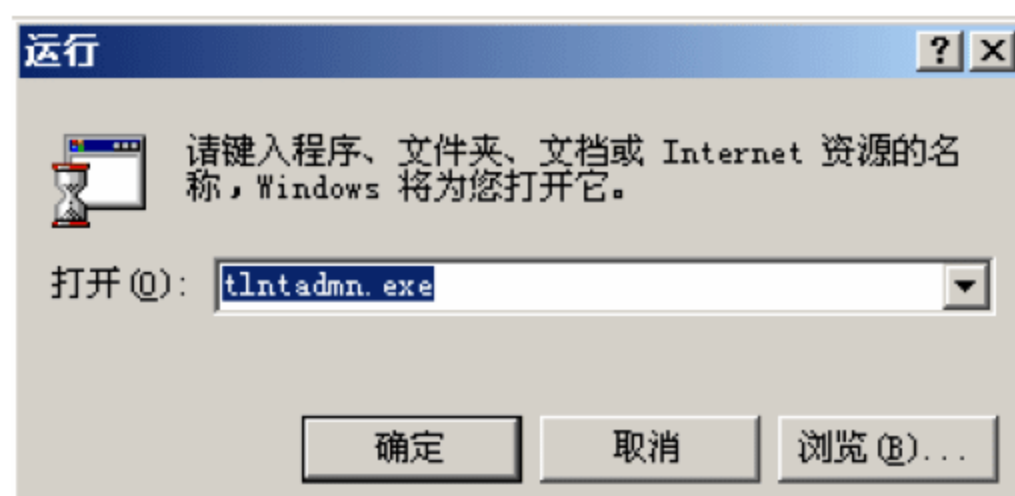 运行
请键入程序、文件夹、文档或 Internet 资源的名
称，Windows 将为您打开它。
打开(O): tlntadmn.exe
确定 取消 浏览(B)...